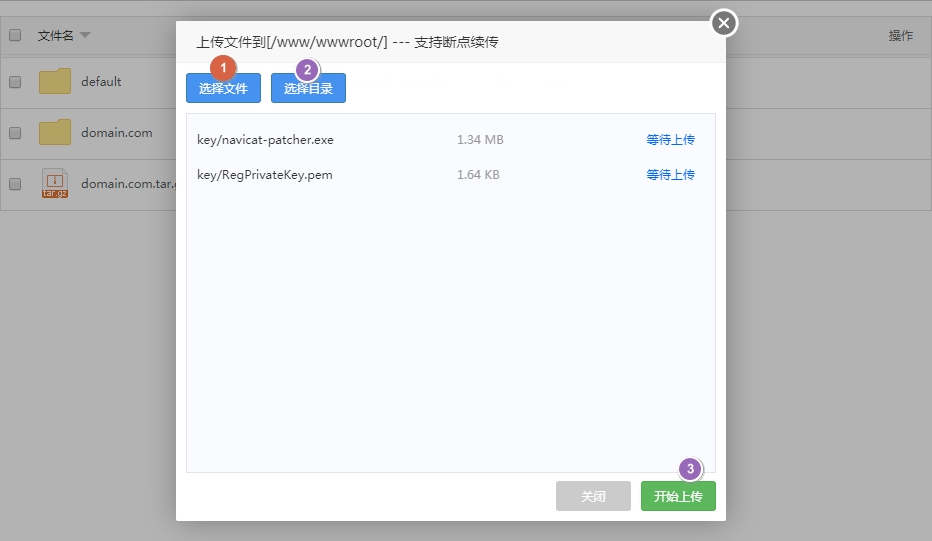 文件名 操作
上传文件到[/www/wwwroot/] --- 支持断点续传
1 2
选择文件 选择目录
default
domain.com
domain.com.tar.g
tar.gz
key/navicat-patcher.exe 1.34 MB 等待上传
key/RegPrivateKey.pem 1.64 KB 等待上传
3
关闭 开始上传